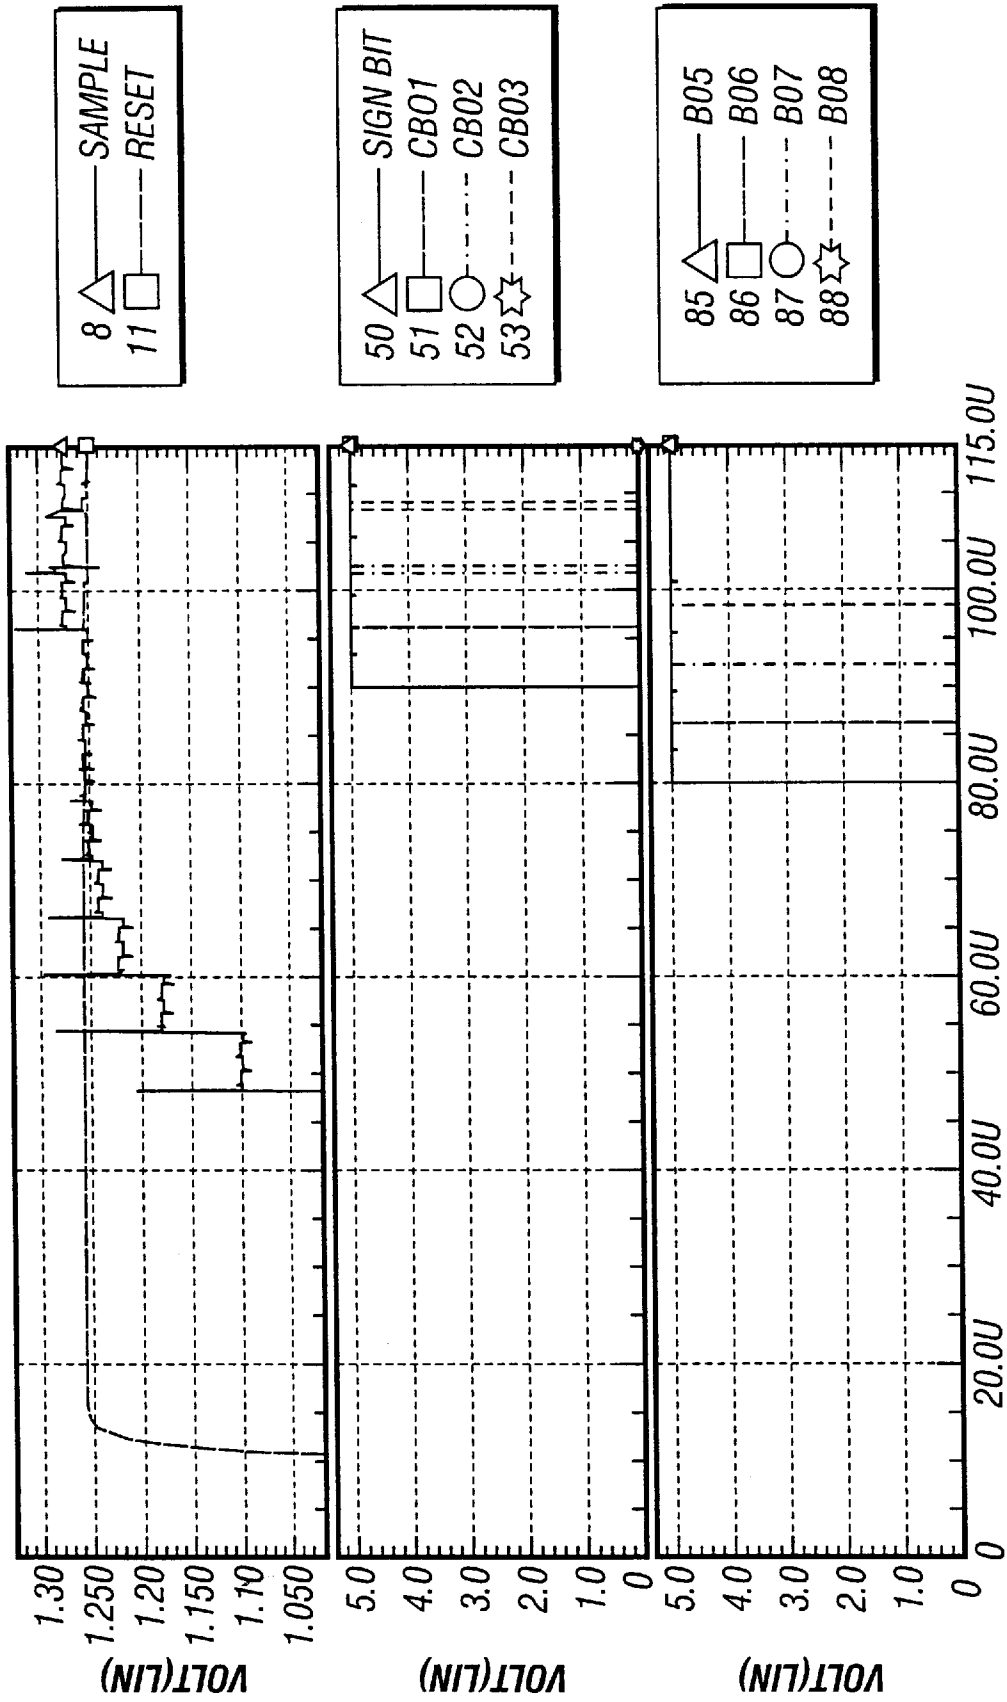 8 SAMPLE
11 RESET
VOLT(LIN)
1.30
1.250
1.20
1.150
1.10
1.050
50 SIGN BIT
51 CB01
52 CB02
53 CB03
VOLT(LIN)
5.0
4.0
3.0
2.0
1.0
0
85 B05
86 B06
87 B07
88 B08
VOLT(LIN)
5.0
4.0
3.0
2.0
1.0
0
0 20.0U 40.0U 60.0U 80.0U 100.0U 115.0U